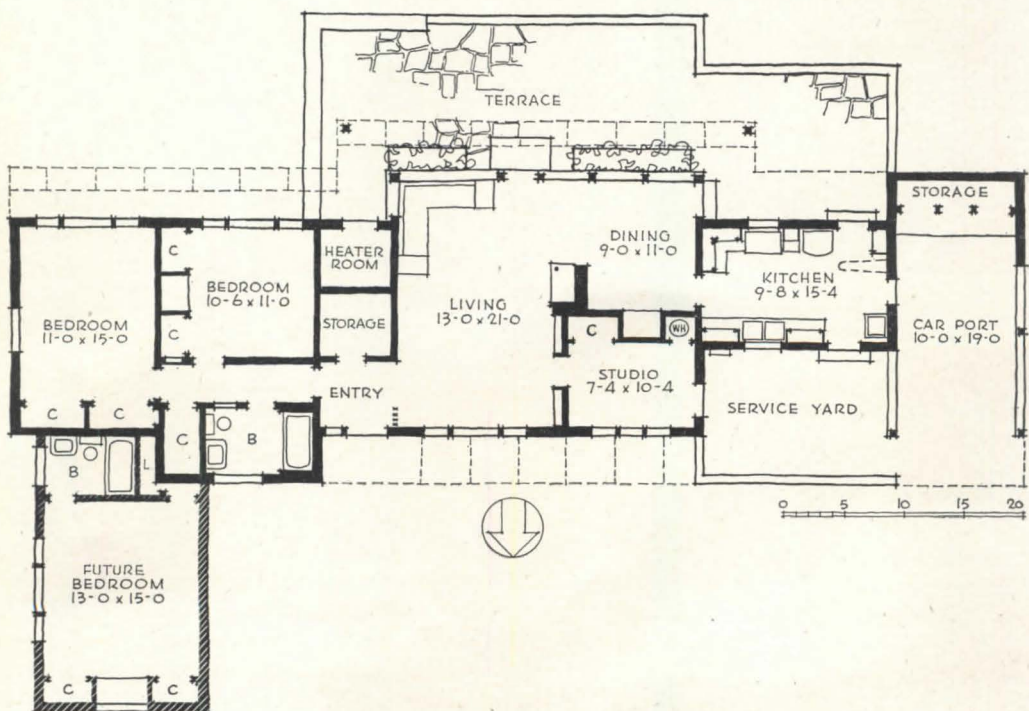 TERRACE
STORAGE
C
HEATER
ROOM
DINING
9-0 x 11-0
BEDROOM
10-6 x 11-0
KITCHEN
9-8 x 15-4
LIVING
13-0 x 21-0
BEDROOM
11-0 x 15-0
C
STORAGE
C
WH
CAR PORT
10-0 x 19-0
STUDIO
7-4 x 10-4
ENTRY
SERVICE YARD
C
C
C
B
B
L
0 5 10 15 20
FUTURE
BEDROOM
13-0 x 15-0
C
C